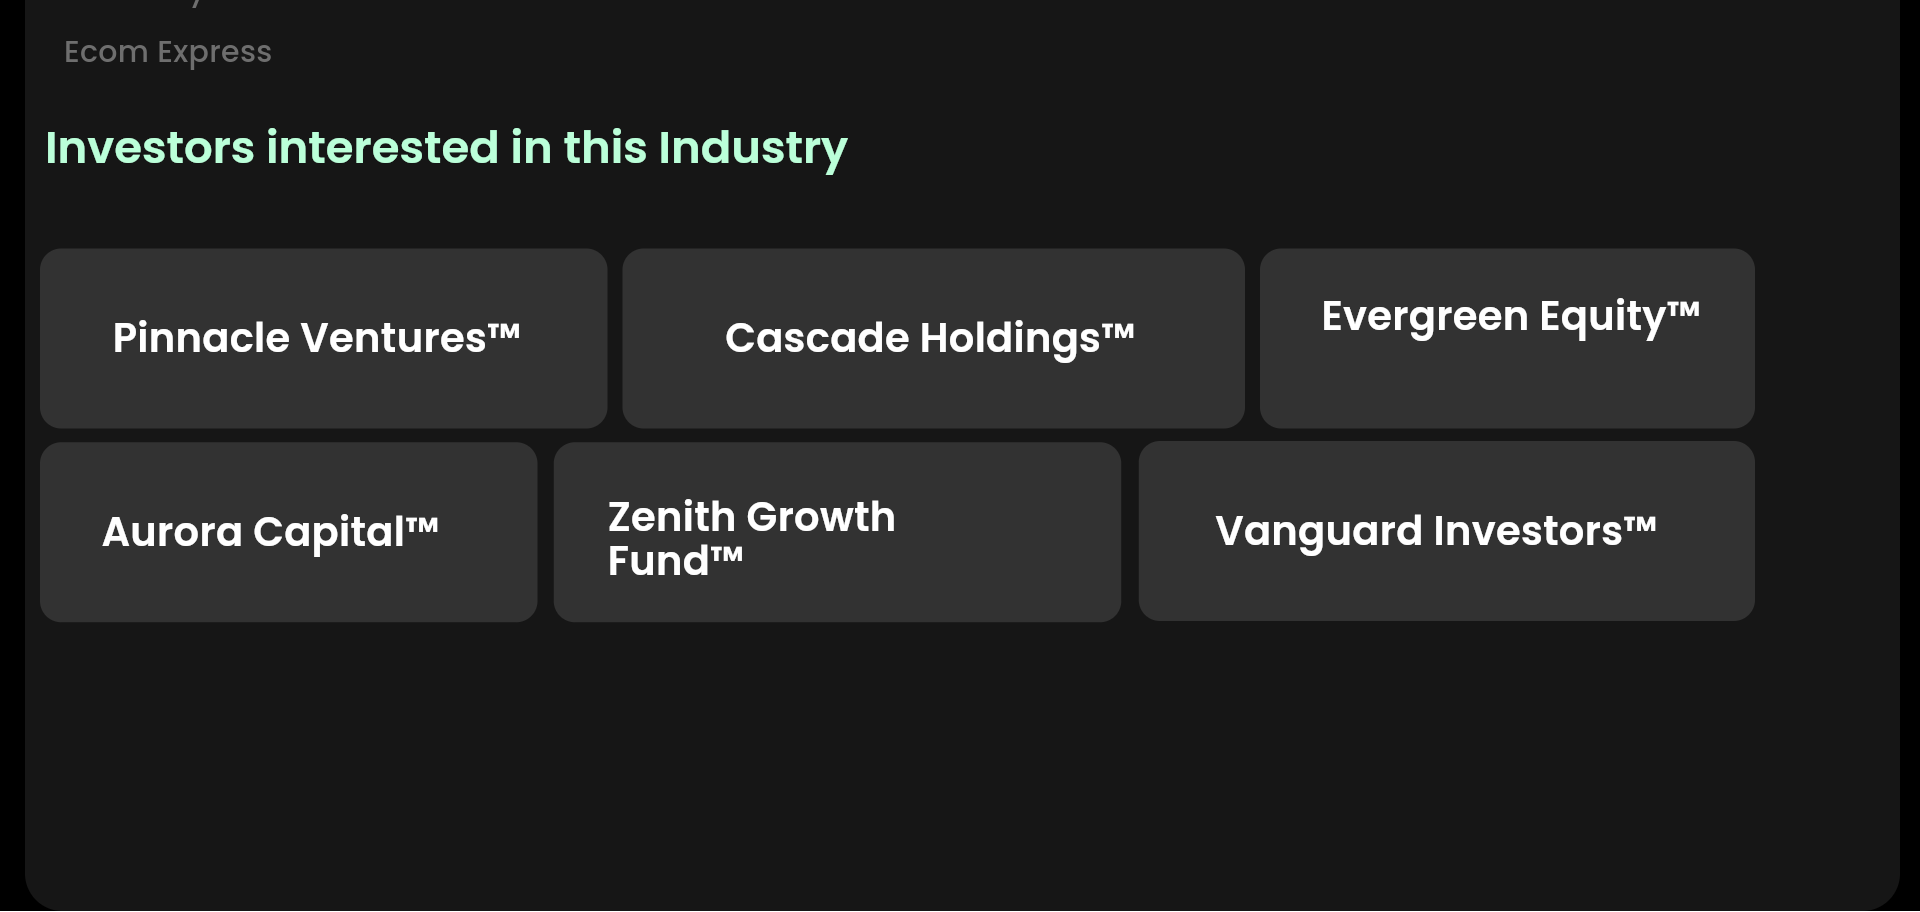 Ecom Express
Investors interested in this Industry
Pinnacle Ventures™
Cascade Holdings™
Evergreen Equity™
Aurora Capital™
Zenith Growth
Fund™
Vanguard Investors™